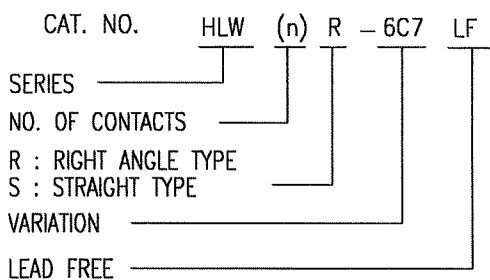 CAT. NO. HLW (n) R - 6C7 LF
SERIES
NO. OF CONTACTS
R : RIGHT ANGLE TYPE
S : STRAIGHT TYPE
VARIATION
LEAD FREE